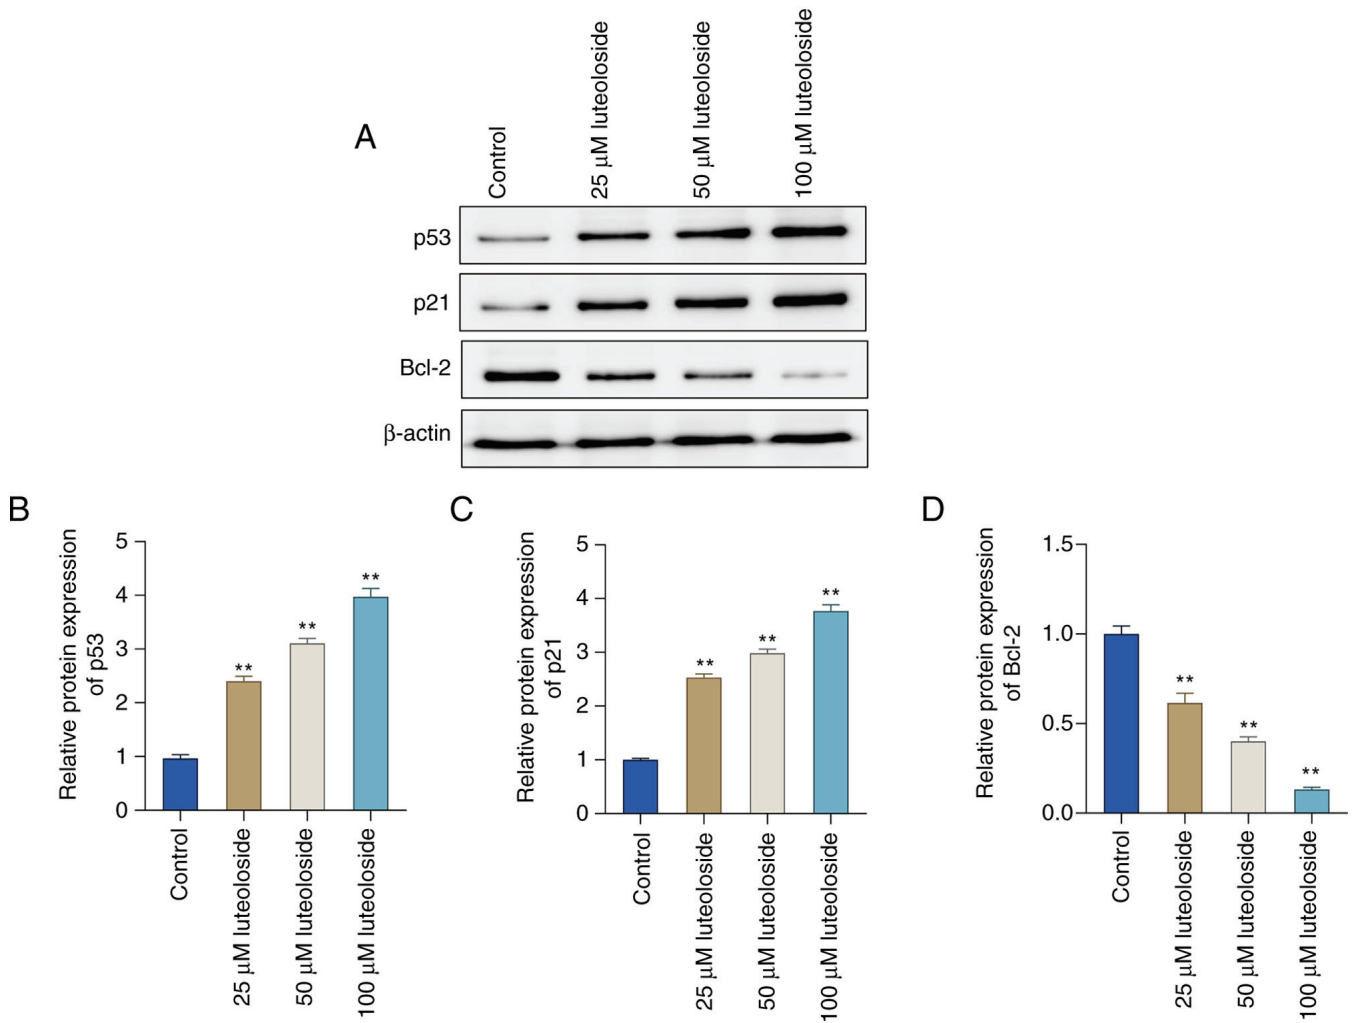 A
Control
25 μM luteoloside
50 μM luteoloside
100 μM luteoloside
p53
p21
Bcl-2
β-actin
B
Relative protein expression
of p53
5
4
3
2
1
0
**
**
**
Control
25 μM luteoloside
50 μM luteoloside
100 μM luteoloside
C
Relative protein expression
of p21
5
4
3
2
1
0
**
**
**
Control
25 μM luteoloside
50 μM luteoloside
100 μM luteoloside
D
Relative protein expression
of Bcl-2
1.5
1.0
0.5
0.0
**
**
**
Control
25 μM luteoloside
50 μM luteoloside
100 μM luteoloside